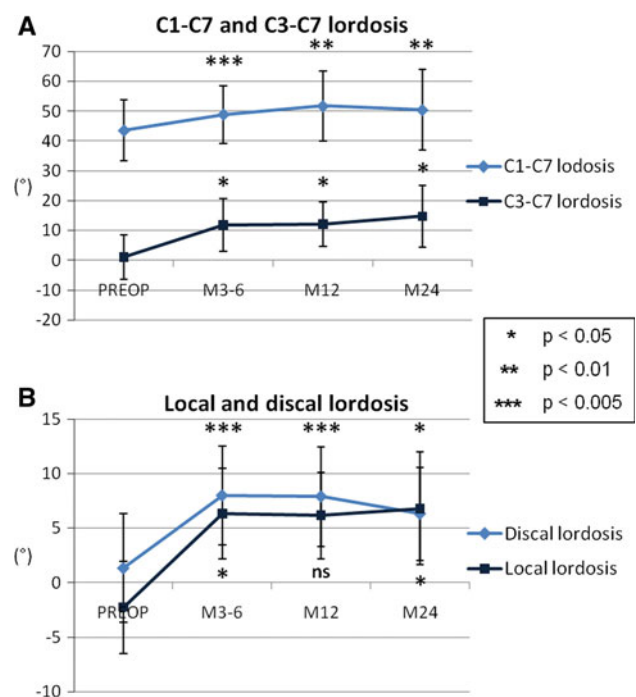 A
C1-C7 and C3-C7 lordosis
70
60
50
40
30
20
10
0
-10
-20
(°)
***
**
**
*
*
*
PREOP
M3-6
M12
M24
C1-C7 lodosis
C3-C7 lordosis
* p < 0.05
** p < 0.01
*** p < 0.005
B
Local and discal lordosis
15
10
5
0
-5
-10
(°)
***
***
*
*
ns
*
PREOP
M3-6
M12
M24
Discal lordosis
Local lordosis